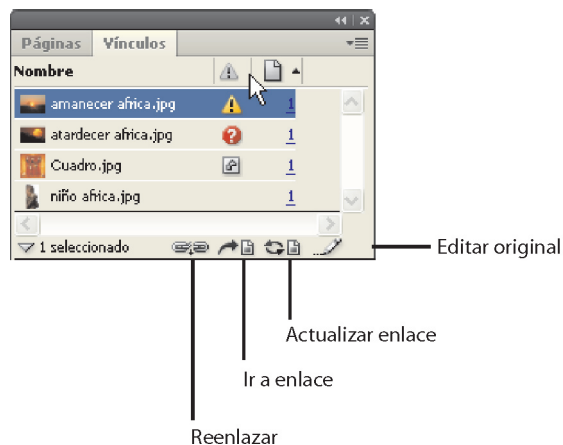 Páginas Vínculos
Nombre
amanecer africa.jpg 1
atardecer africa.jpg 1
Cuadro.jpg 1
niño africa.jpg 1
1 seleccionado
Editar original
Actualizar enlace
Ir a enlace
Reenlazar